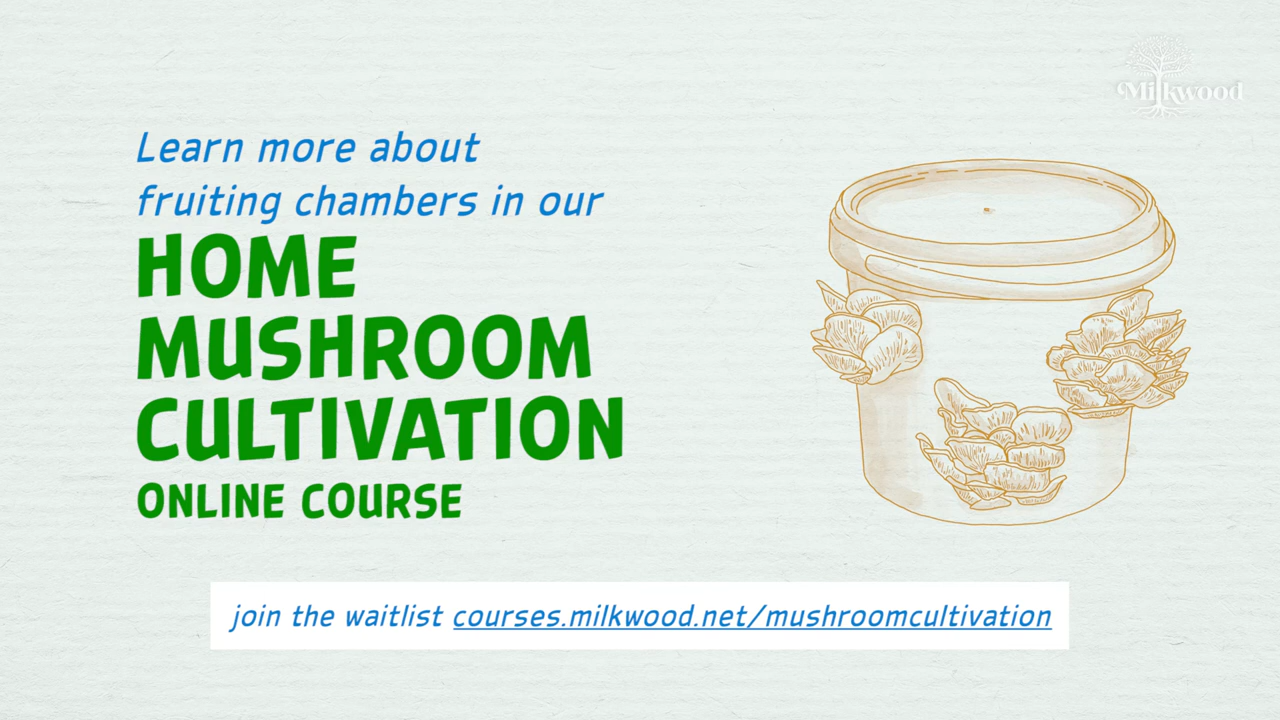 Milkwood
Learn more about
fruiting chambers in our
HOME
MUSHROOM
CULTIVATION
ONLINE COURSE
join the waitlist courses.milkwood.net/mushroomcultivation